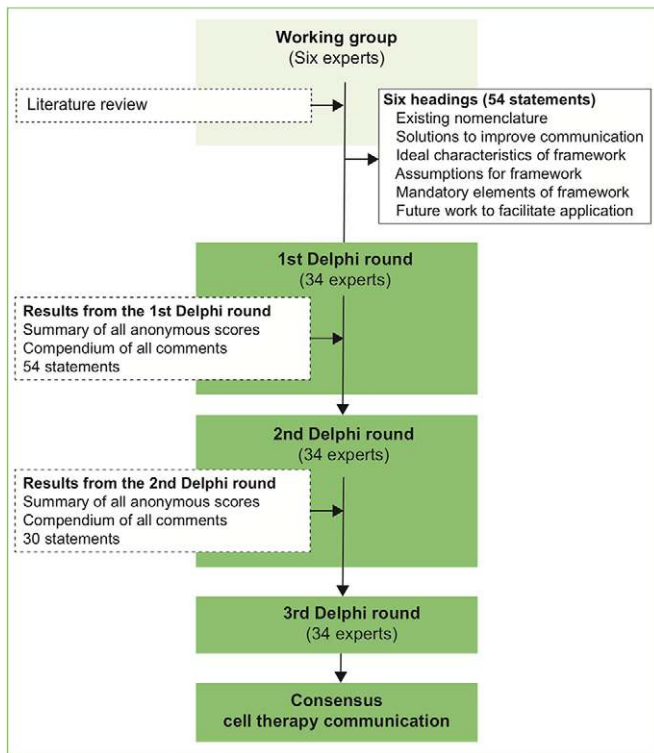 Working group
(Six experts)
Literature review
Six headings (54 statements)
Existing nomenclature
Solutions to improve communication
Ideal characteristics of framework
Assumptions for framework
Mandatory elements of framework
Future work to facilitate application
1st Delphi round
(34 experts)
Results from the 1st Delphi round
Summary of all anonymous scores
Compendium of all comments
54 statements
2nd Delphi round
(34 experts)
Results from the 2nd Delphi round
Summary of all anonymous scores
Compendium of all comments
30 statements
3rd Delphi round
(34 experts)
Consensus
cell therapy communication